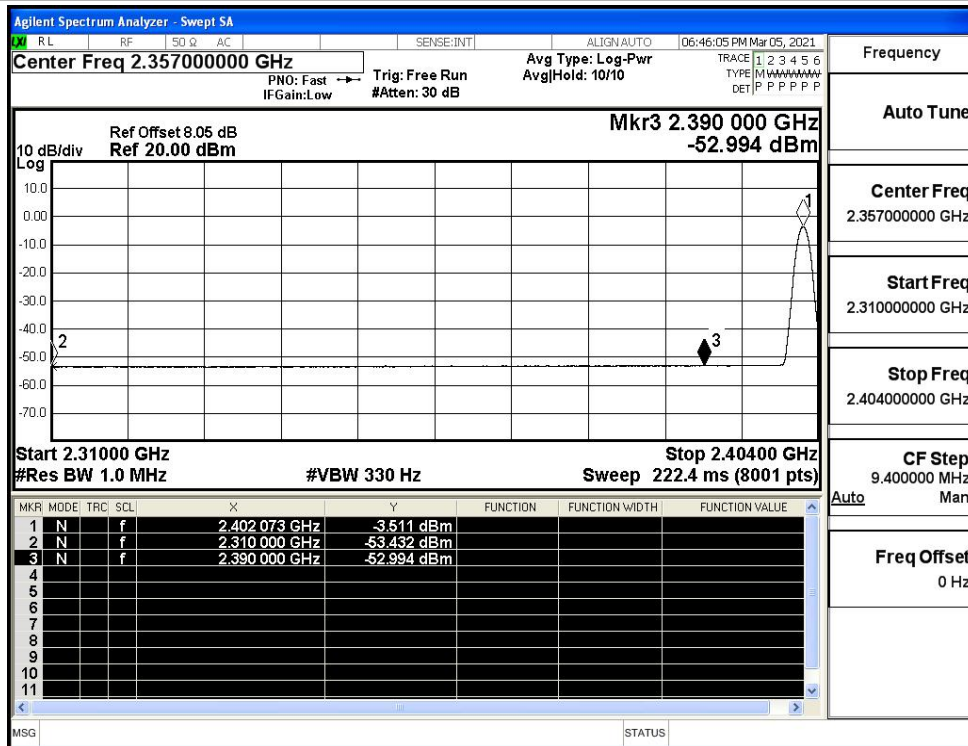 Agilent Spectrum Analyzer - Swept SA
LXI RL RF 50 Ω AC SENSE:INT ALIGN AUTO 06:46:05 PM Mar 05, 2021
Center Freq 2.357000000 GHz
PNO: Fast
IFGain:Low
Trig: Free Run
#Atten: 30 dB
Avg Type: Log-Pwr
Avg|Hold: 10/10
TRACE 1 2 3 4 5 6
TYPE M WWWWW
DET P P P P P P
Ref Offset 8.05 dB
10 dB/div Ref 20.00 dBm
Log
Mkr3 2.390 000 GHz
-52.994 dBm
10.0
0.00
-10.0
-20.0
-30.0
-40.0
-50.0
-60.0
-70.0
1
2
3
Start 2.31000 GHz Stop 2.40400 GHz
#Res BW 1.0 MHz #VBW 330 Hz Sweep 222.4 ms (8001 pts)
MKR MODE TRC SCL X Y FUNCTION FUNCTION WIDTH FUNCTION VALUE
1 N f 2.402 073 GHz -3.511 dBm
2 N f 2.310 000 GHz -53.432 dBm
3 N f 2.390 000 GHz -52.994 dBm
4
5
6
7
8
9
10
11
MSG STATUS
Frequency
Auto Tune
Center Freq
2.357000000 GHz
Start Freq
2.310000000 GHz
Stop Freq
2.404000000 GHz
CF Step
9.400000 MHz
Auto Man
Freq Offset
0 Hz